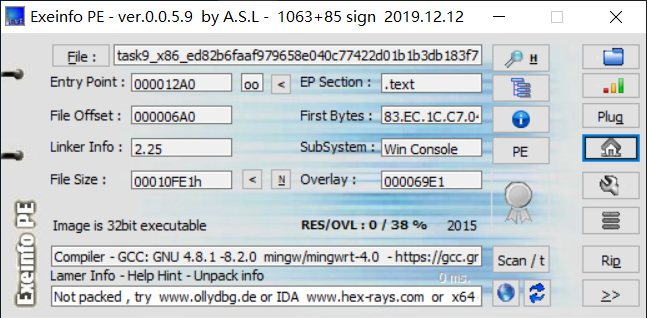 Exeinfo PE - ver.0.0.5.9 by A.S.L - 1063+85 sign 2019.12.12
File : task9_x86_ed82b6faaf979658e040c77422d01b1b3db183f7 H
Entry Point : 000012A0 oo < EP Section : .text
File Offset : 000006A0 First Bytes : 83.EC.1C.C7.04 Plug
Linker Info : 2.25 SubSystem : Win Console PE
File Size : 00010FE1h < N Overlay : 000069E1
Image is 32bit executable RES/OVL : 0 / 38 % 2015
Exeinfo PE
Compiler - GCC: GNU 4.8.1 -8.2.0 mingw/mingwrt-4.0 - https://gcc.gr Scan / t Rip
Lamer Info - Help Hint - Unpack info 0 ms.
Not packed , try www.ollydbg.de or IDA www.hex-rays.com or x64 >>